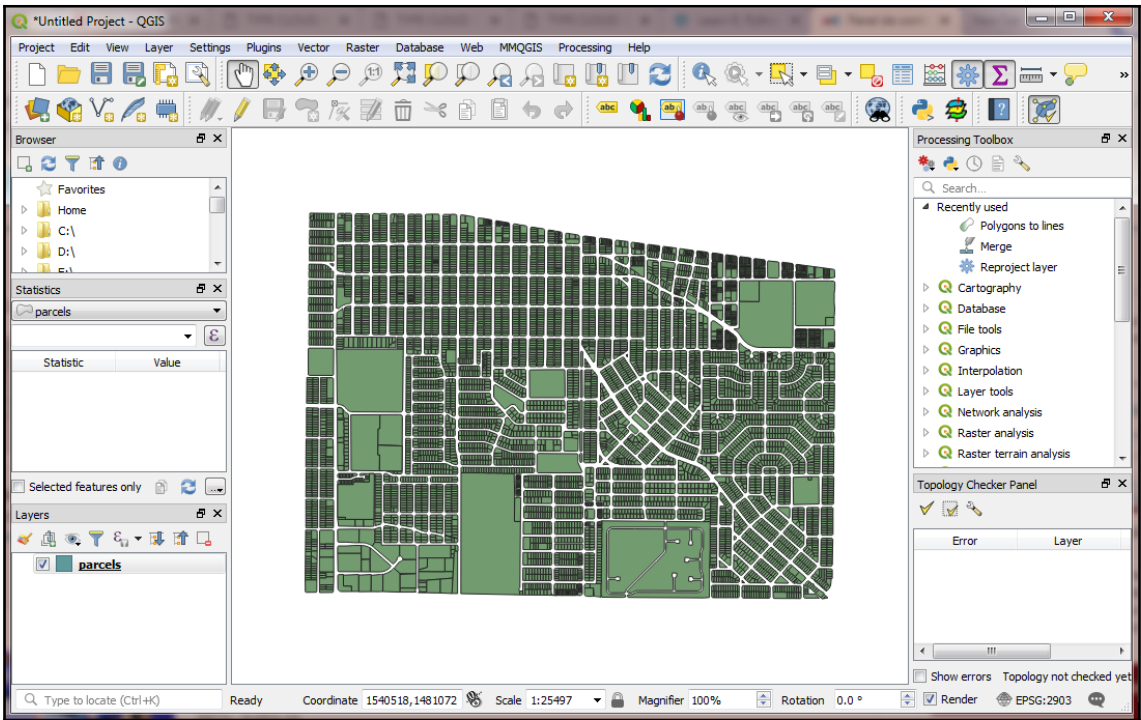 *Untitled Project - QGIS
Project Edit View Layer Settings Plugins Vector Raster Database Web MMQGIS Processing Help
Browser
Favorites
Home
C:\
D:\
E:\
Statistics
parcels
Statistic Value
Selected features only
Layers
parcels
Processing Toolbox
Search...
Recently used
Polygons to lines
Merge
Reproject layer
Cartography
Database
File tools
Graphics
Interpolation
Layer tools
Network analysis
Raster analysis
Raster terrain analysis
Topology Checker Panel
Error Layer
Show errors Topology not checked yet
Type to locate (Ctrl+K) Ready Coordinate 1540518,1481072 Scale 1:25497 Magnifier 100% Rotation 0.0 ° Render EPSG:2903